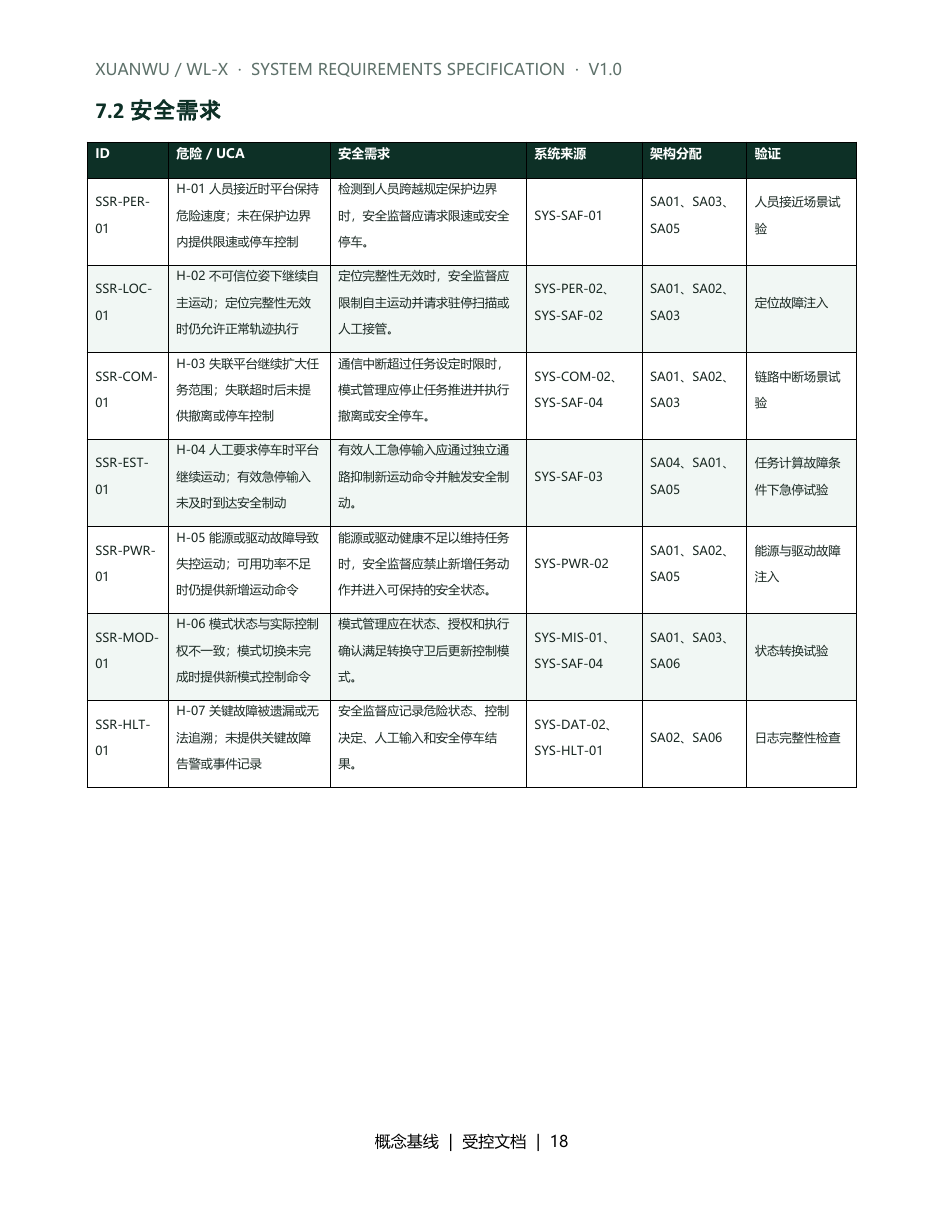 XUANWU / WL-X · SYSTEM REQUIREMENTS SPECIFICATION · V1.0
7.2 安全需求
ID
危险 / UCA
安全需求
系统来源
架构分配
验证
SSR-PER-
01
H-01 人员接近时平台保持
危险速度；未在保护边界
内提供限速或停车控制
检测到人员跨越规定保护边界
时，安全监督应请求限速或安全
停车。
SYS-SAF-01
SA01、SA03、
SA05
人员接近场景试
验
SSR-LOC-
01
H-02 不可信位姿下继续自
主运动；定位完整性无效
时仍允许正常轨迹执行
定位完整性无效时，安全监督应
限制自主运动并请求驻停扫描或
人工接管。
SYS-PER-02、
SYS-SAF-02
SA01、SA02、
SA03
定位故障注入
SSR-COM-
01
H-03 失联平台继续扩大任
务范围；失联超时后未提
供撤离或停车控制
通信中断超过任务设定时限时，
模式管理应停止任务推进并执行
撤离或安全停车。
SYS-COM-02、
SYS-SAF-04
SA01、SA02、
SA03
链路中断场景试
验
SSR-EST-
01
H-04 人工要求停车时平台
继续运动；有效急停输入
未及时到达安全制动
有效人工急停输入应通过独立通
路抑制新运动命令并触发安全制
动。
SYS-SAF-03
SA04、SA01、
SA05
任务计算故障条
件下急停试验
SSR-PWR-
01
H-05 能源或驱动故障导致
失控运动；可用功率不足
时仍提供新增运动命令
能源或驱动健康不足以维持任务
时，安全监督应禁止新增任务动
作并进入可保持的安全状态。
SYS-PWR-02
SA01、SA02、
SA05
能源与驱动故障
注入
SSR-MOD-
01
H-06 模式状态与实际控制
权不一致；模式切换未完
成时提供新模式控制命令
模式管理应在状态、授权和执行
确认满足转换守卫后更新控制模
式。
SYS-MIS-01、
SYS-SAF-04
SA01、SA03、
SA06
状态转换试验
SSR-HLT-
01
H-07 关键故障被遗漏或无
法追溯；未提供关键故障
告警或事件记录
安全监督应记录危险状态、控制
决定、人工输入和安全停车结
果。
SYS-DAT-02、
SYS-HLT-01
SA02、SA06
日志完整性检查
概念基线 | 受控文档 | 18